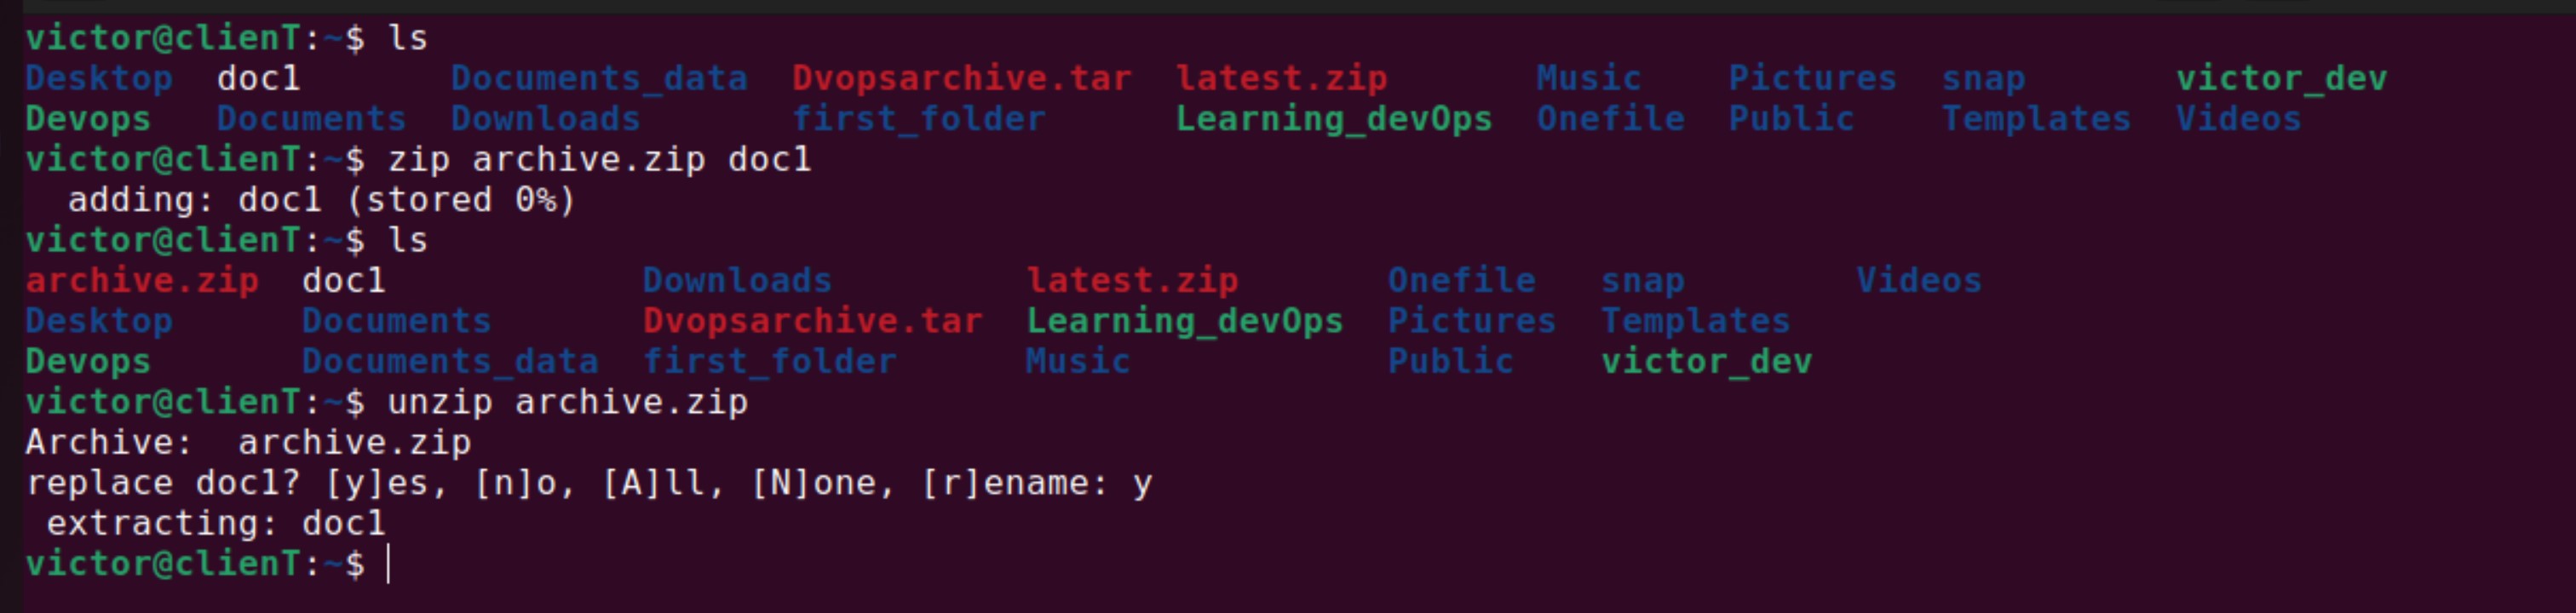 victor@clienT:~$ ls
Desktop  doc1       Documents_data  Dvopsarchive.tar  latest.zip       Music    Pictures  snap       victor_dev
Devops   Documents  Downloads       first_folder      Learning_devOps  Onefile  Public    Templates  Videos
victor@clienT:~$ zip archive.zip doc1
  adding: doc1 (stored 0%)
victor@clienT:~$ ls
archive.zip  doc1            Downloads         latest.zip       Onefile   snap        Videos
Desktop      Documents       Dvopsarchive.tar  Learning_devOps  Pictures  Templates
Devops       Documents_data  first_folder      Music            Public    victor_dev
victor@clienT:~$ unzip archive.zip
Archive:  archive.zip
replace doc1? [y]es, [n]o, [A]ll, [N]one, [r]ename: y
 extracting: doc1
victor@clienT:~$